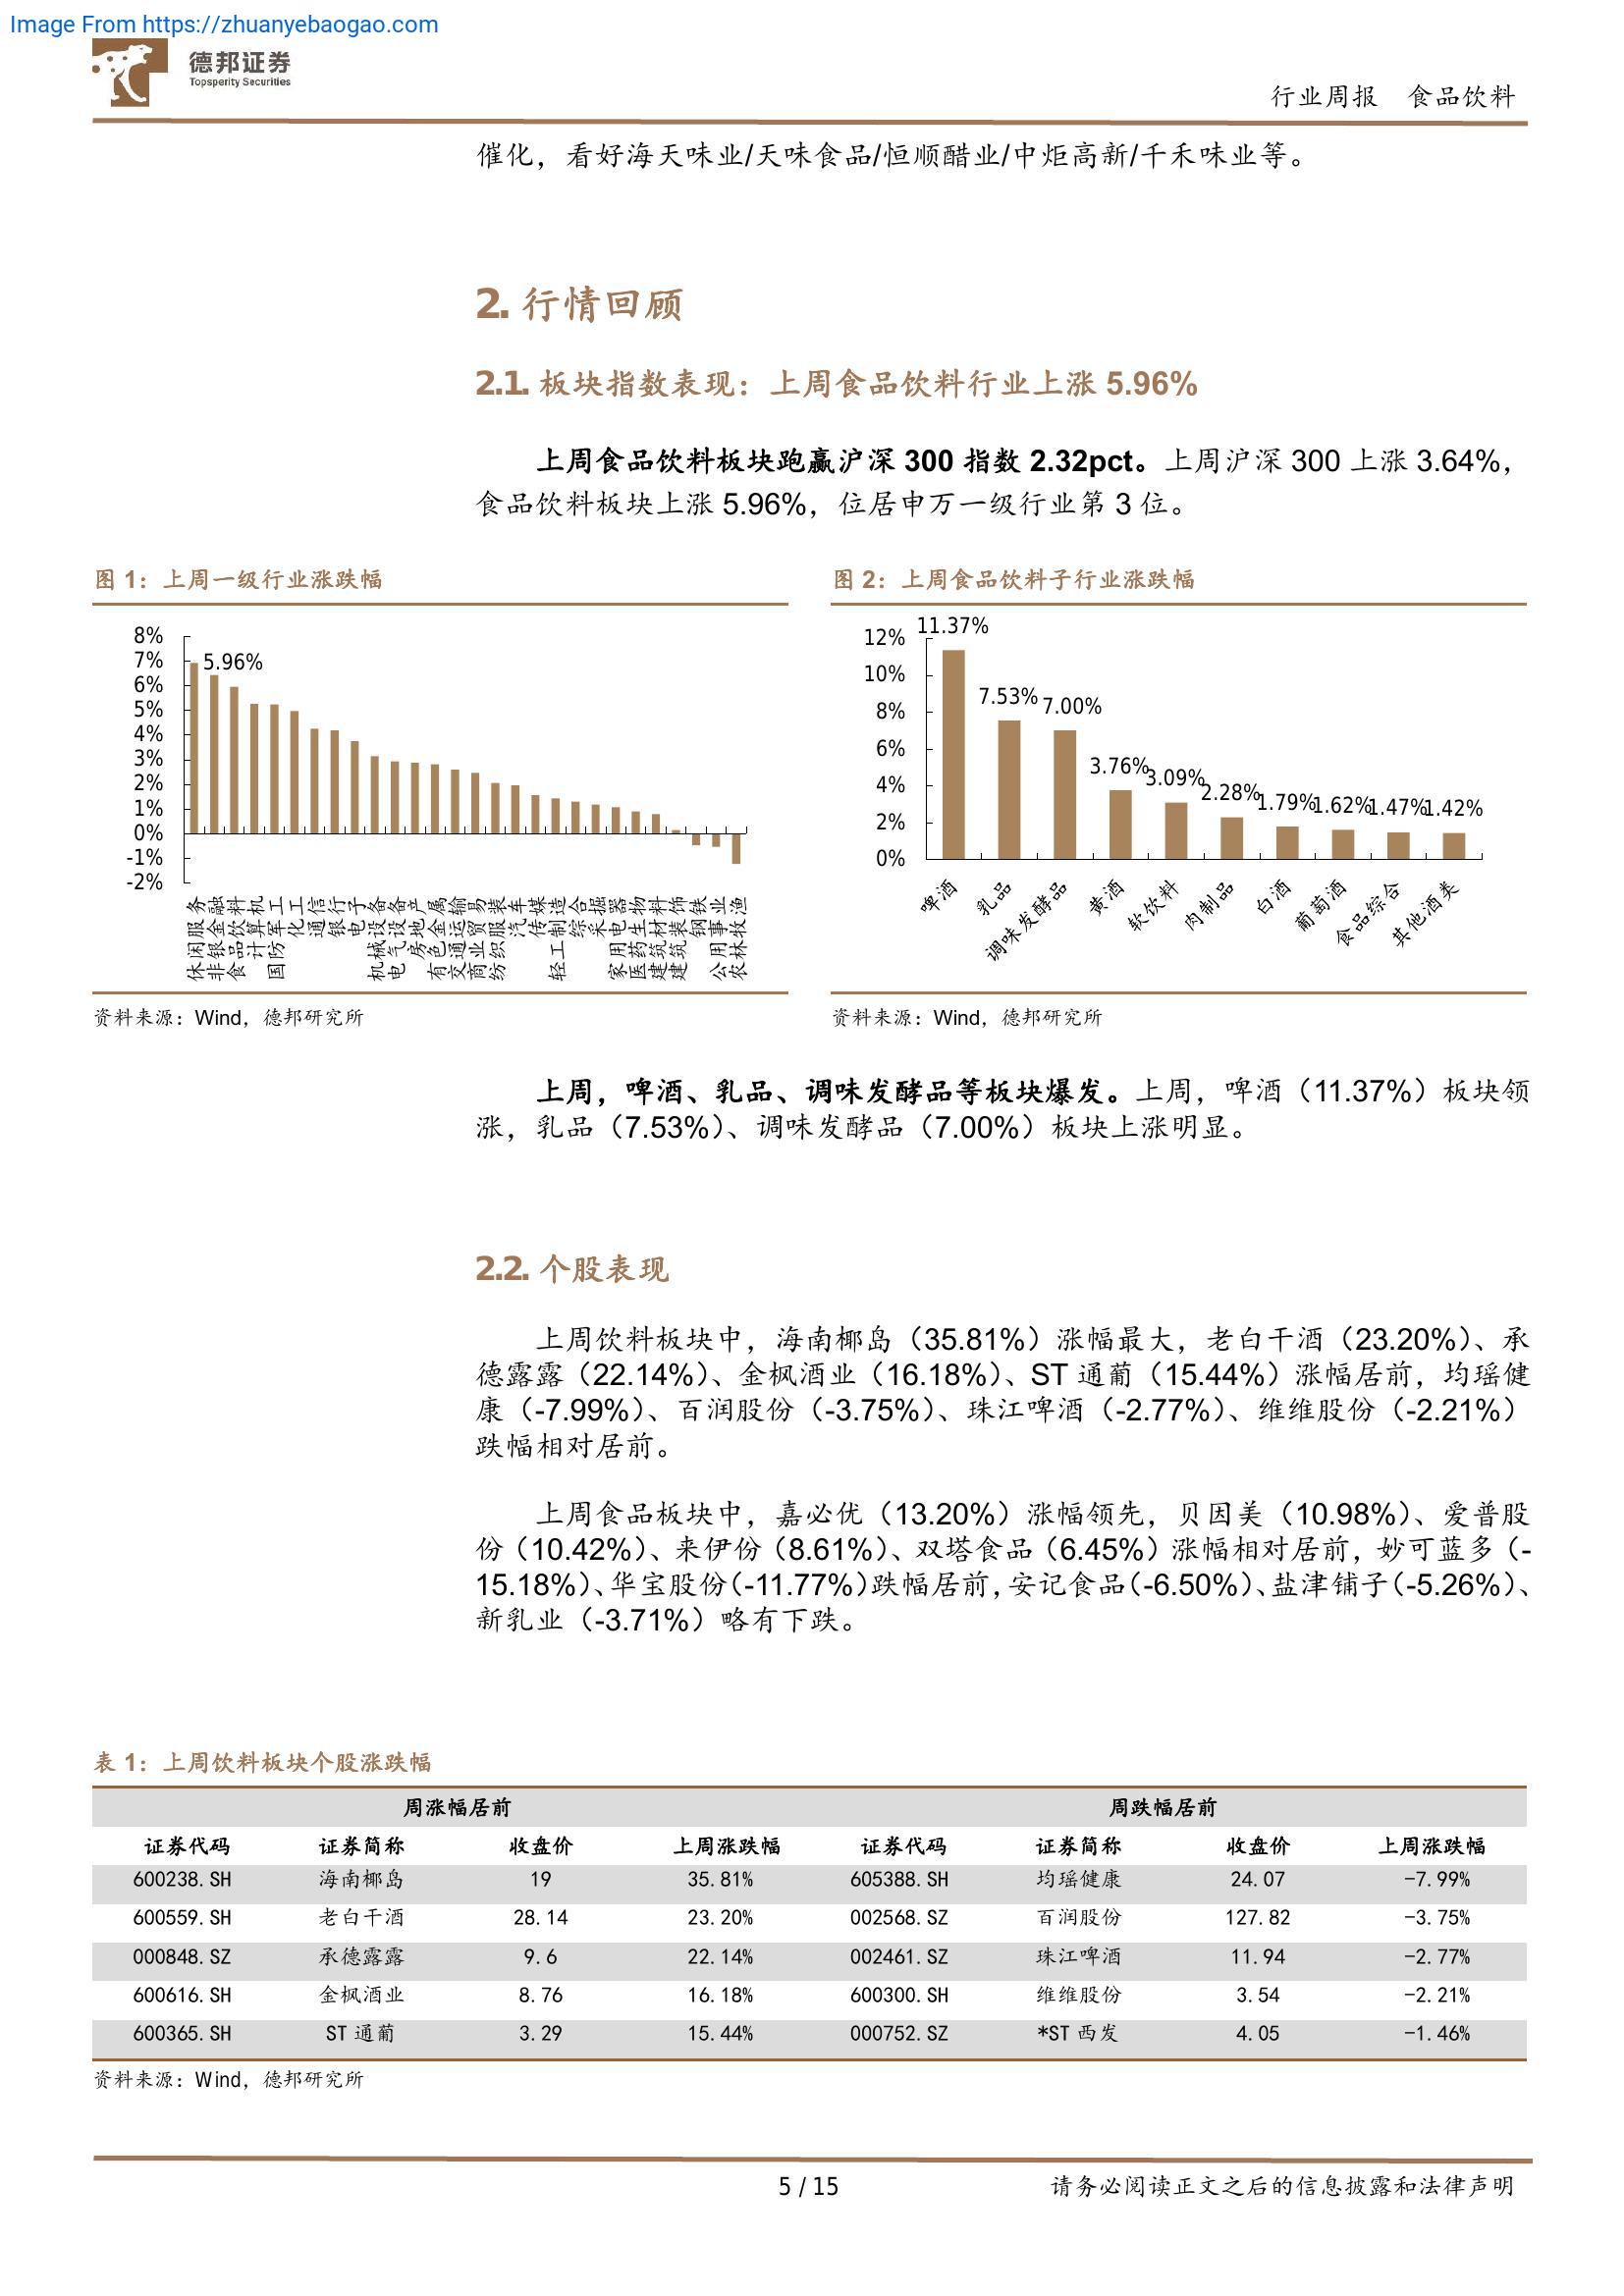 Image From https://zhuanyebaogao.com
德邦证券
Topsperity Securities
行业周报 食品饮料
催化，看好海天味业/天味食品/恒顺醋业/中炬高新/千禾味业等。
2. 行情回顾
2.1. 板块指数表现：上周食品饮料行业上涨 5.96%
上周食品饮料板块跑赢沪深 300 指数 2.32pct。上周沪深 300 上涨 3.64%，
食品饮料板块上涨 5.96%，位居申万一级行业第 3 位。
图 1：上周一级行业涨跌幅
8%
7%
6%
5%
4%
3%
2%
1%
0%
-1%
-2%
5.96%
休闲服务
非银金融
食品饮料
计算机
国防军工
化工
通信
银行
电子
机械设备
电气设备
房地产
有色金属
交通运输
商业贸易
纺织服装
汽车
传媒
轻工制造
综合
采掘
家用电器
医药生物
建筑材料
建筑装饰
钢铁
公用事业
农林牧渔
资料来源：Wind，德邦研究所
图 2：上周食品饮料子行业涨跌幅
12%
10%
8%
6%
4%
2%
0%
11.37%
7.53%
7.00%
3.76%
3.09%
2.28%
1.79%
1.62%
1.47%
1.42%
啤酒
乳品
调味发酵品
黄酒
软饮料
肉制品
白酒
葡萄酒
食品综合
其他酒类
资料来源：Wind，德邦研究所
上周，啤酒、乳品、调味发酵品等板块爆发。上周，啤酒（11.37%）板块领
涨，乳品（7.53%）、调味发酵品（7.00%）板块上涨明显。
2.2. 个股表现
上周饮料板块中，海南椰岛（35.81%）涨幅最大，老白干酒（23.20%）、承
德露露（22.14%）、金枫酒业（16.18%）、ST 通葡（15.44%）涨幅居前，均瑶健
康（-7.99%）、百润股份（-3.75%）、珠江啤酒（-2.77%）、维维股份（-2.21%）
跌幅相对居前。
上周食品板块中，嘉必优（13.20%）涨幅领先，贝因美（10.98%）、爱普股
份（10.42%）、来伊份（8.61%）、双塔食品（6.45%）涨幅相对居前，妙可蓝多（-
15.18%）、华宝股份（-11.77%）跌幅居前，安记食品（-6.50%）、盐津铺子（-5.26%）、
新乳业（-3.71%）略有下跌。
表 1：上周饮料板块个股涨跌幅
周涨幅居前 周跌幅居前
证券代码 证券简称 收盘价 上周涨跌幅 证券代码 证券简称 收盘价 上周涨跌幅
600238.SH 海南椰岛 19 35.81% 605388.SH 均瑶健康 24.07 -7.99%
600559.SH 老白干酒 28.14 23.20% 002568.SZ 百润股份 127.82 -3.75%
000848.SZ 承德露露 9.6 22.14% 002461.SZ 珠江啤酒 11.94 -2.77%
600616.SH 金枫酒业 8.76 16.18% 600300.SH 维维股份 3.54 -2.21%
600365.SH ST 通葡 3.29 15.44% 000752.SZ *ST 西发 4.05 -1.46%
资料来源：Wind，德邦研究所
5 / 15
请务必阅读正文之后的信息披露和法律声明